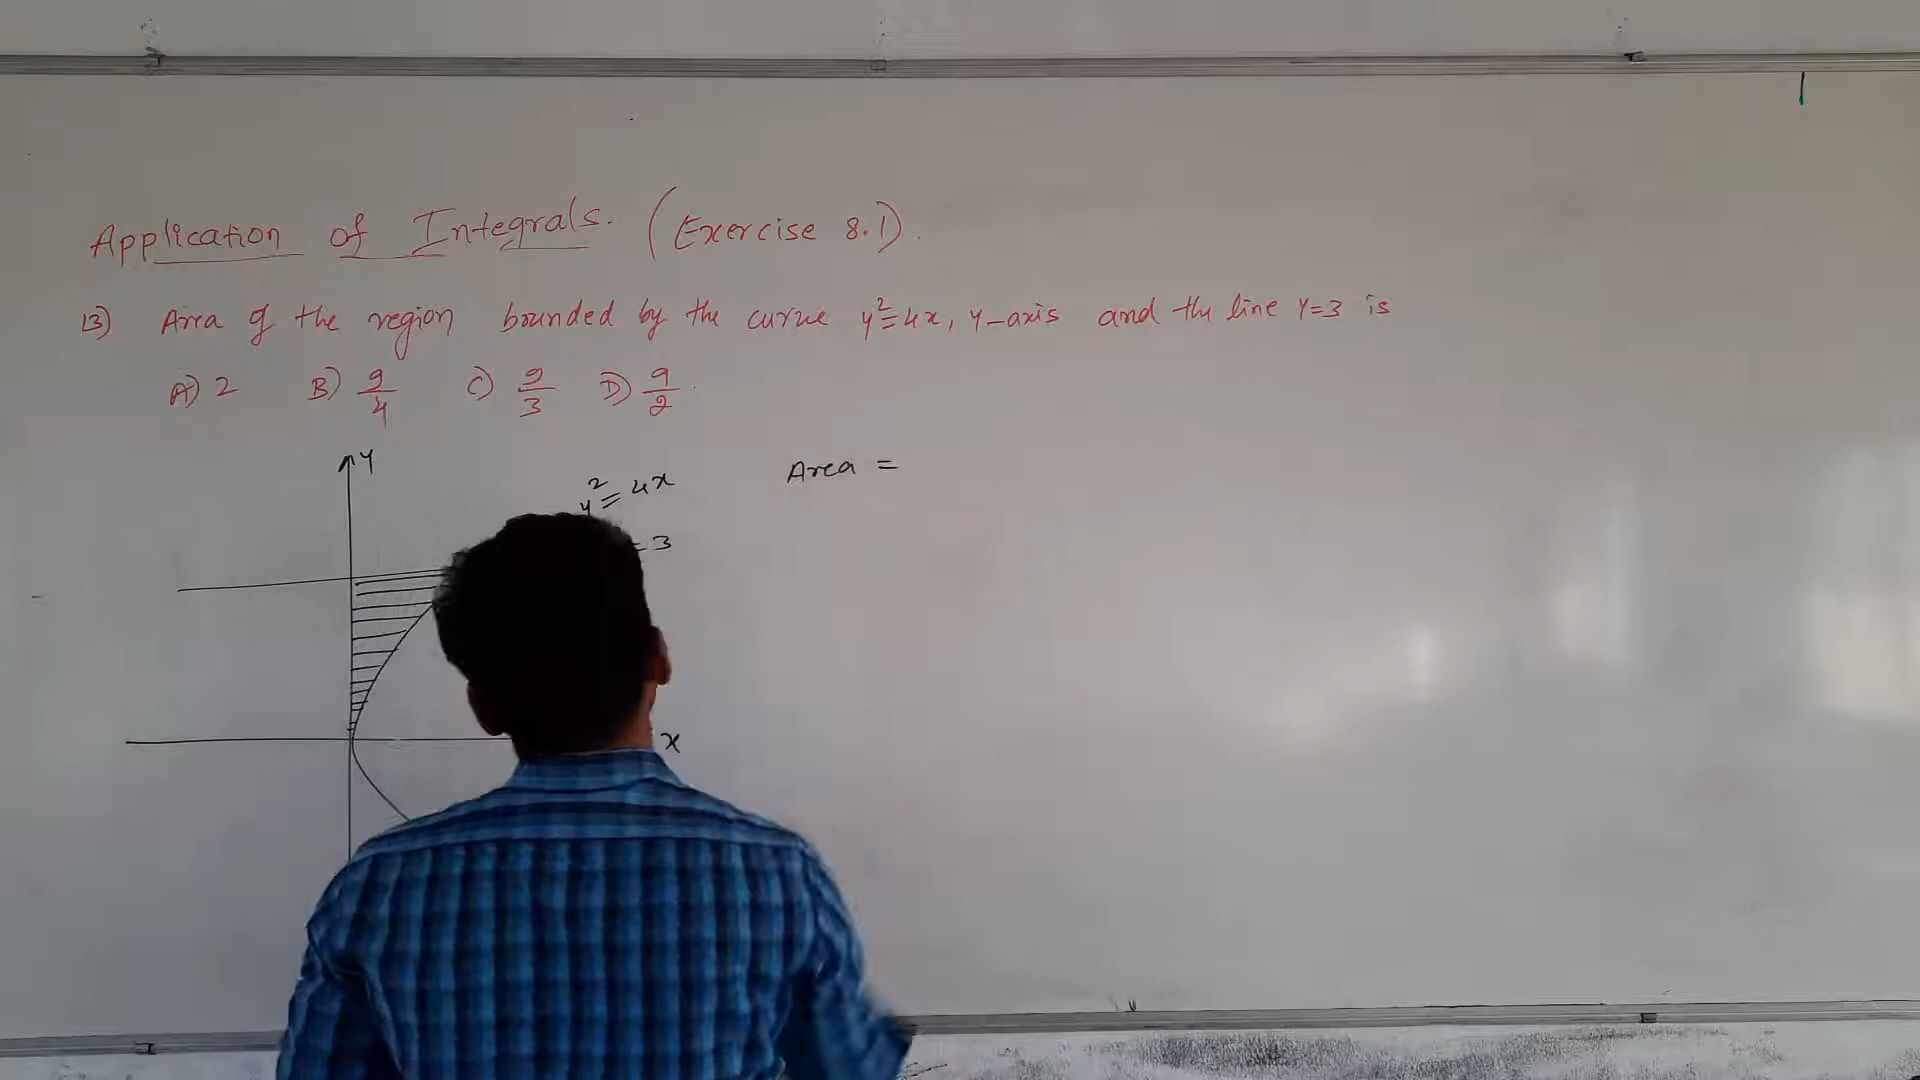 Application of Integrals. (Exercise 8.1).
13) Area of the region bounded by the curve y²=4x, y-axis and the line Y=3 is
A) 2 B) 9/4 C) 9/3 D) 9/2.
Y
y² = 4x
Area =
=3
x